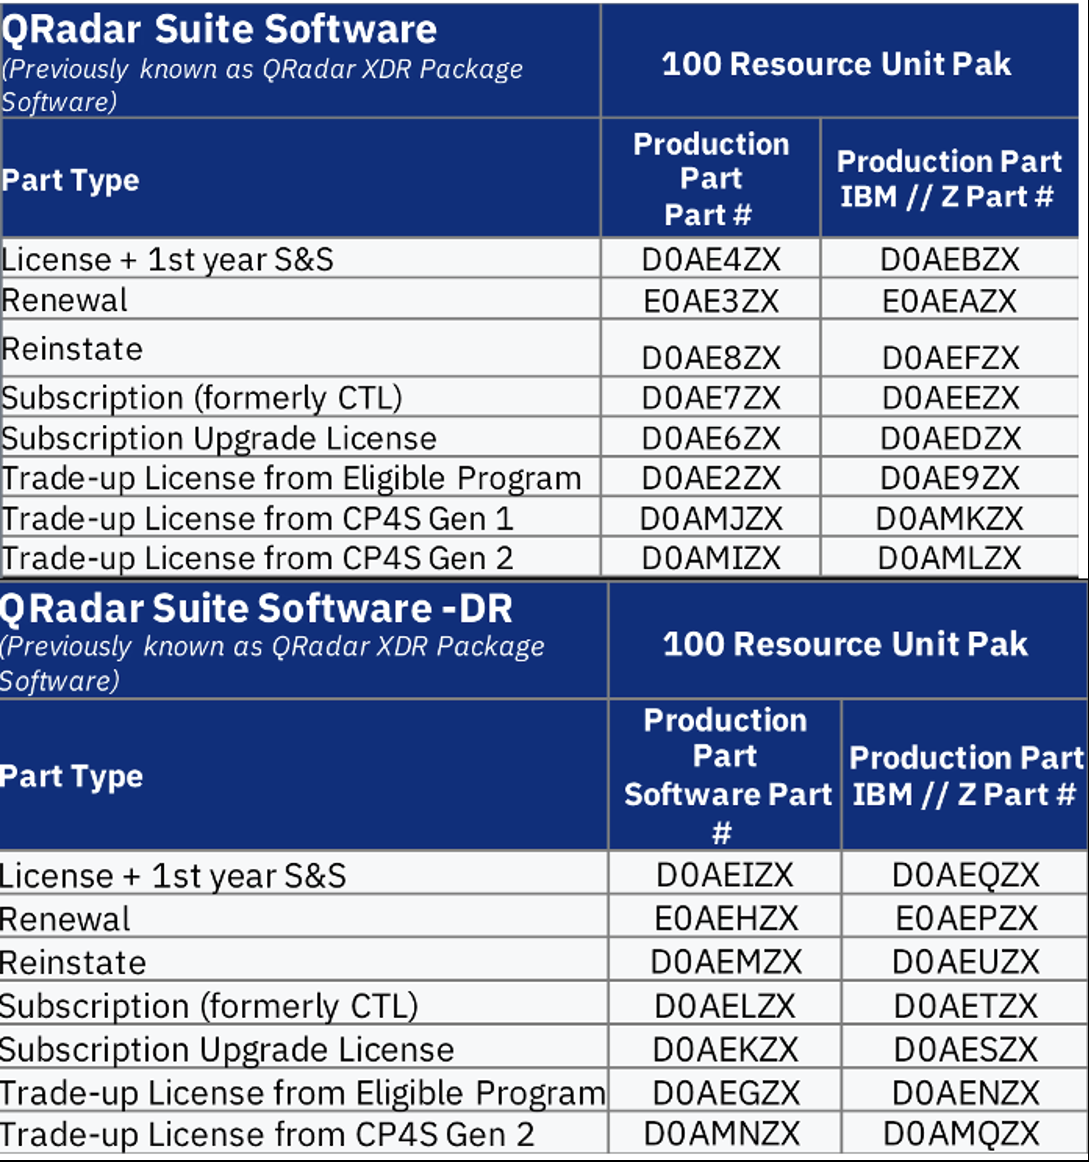 QRadar Suite Software
(Previously known as QRadar XDR Package
Software)
100 Resource Unit Pak
Part Type
Production
Part
Part #
Production Part
IBM // Z Part #
License + 1st year S&S D0AE4ZX D0AEBZX
Renewal E0AE3ZX E0AEAZX
Reinstate D0AE8ZX D0AEFZX
Subscription (formerly CTL) D0AE7ZX D0AEEZX
Subscription Upgrade License D0AE6ZX D0AEDZX
Trade-up License from Eligible Program D0AE2ZX D0AE9ZX
Trade-up License from CP4S Gen 1 D0AMJZX D0AMKZX
Trade-up License from CP4S Gen 2 D0AMIZX D0AMLZX
QRadar Suite Software -DR
(Previously known as QRadar XDR Package
Software)
100 Resource Unit Pak
Part Type
Production
Part
Software Part
#
Production Part
IBM // Z Part #
License + 1st year S&S D0AEIZX D0AEQZX
Renewal E0AEHZX E0AEPZX
Reinstate D0AEMZX D0AEUZX
Subscription (formerly CTL) D0AELZX D0AETZX
Subscription Upgrade License D0AEKZX D0AESZX
Trade-up License from Eligible Program D0AEGZX D0AENZX
Trade-up License from CP4S Gen 2 D0AMNZX D0AMQZX